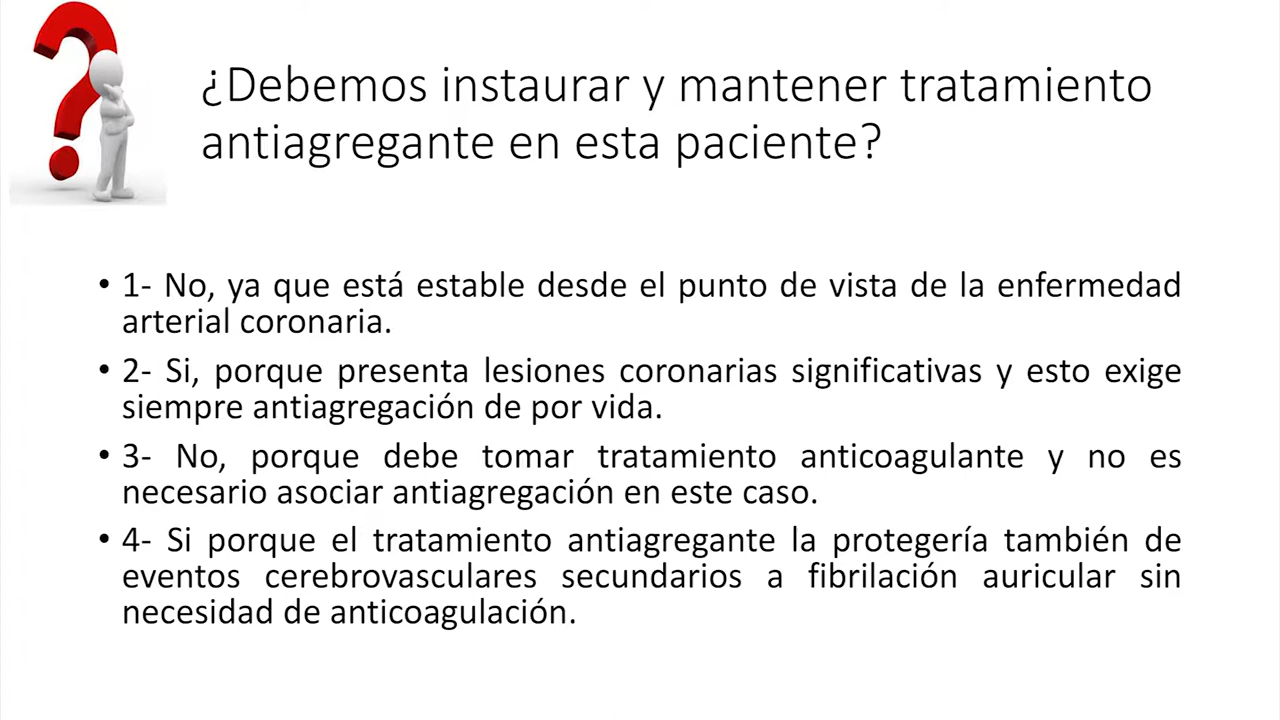 ¿Debemos instaurar y mantener tratamiento
antiagregante en esta paciente?
• 1- No, ya que está estable desde el punto de vista de la enfermedad
arterial coronaria.
• 2- Si, porque presenta lesiones coronarias significativas y esto exige
siempre antiagregación de por vida.
• 3- No, porque debe tomar tratamiento anticoagulante y no es
necesario asociar antiagregación en este caso.
• 4- Si porque el tratamiento antiagregante la protegería también de
eventos cerebrovasculares secundarios a fibrilación auricular sin
necesidad de anticoagulación.